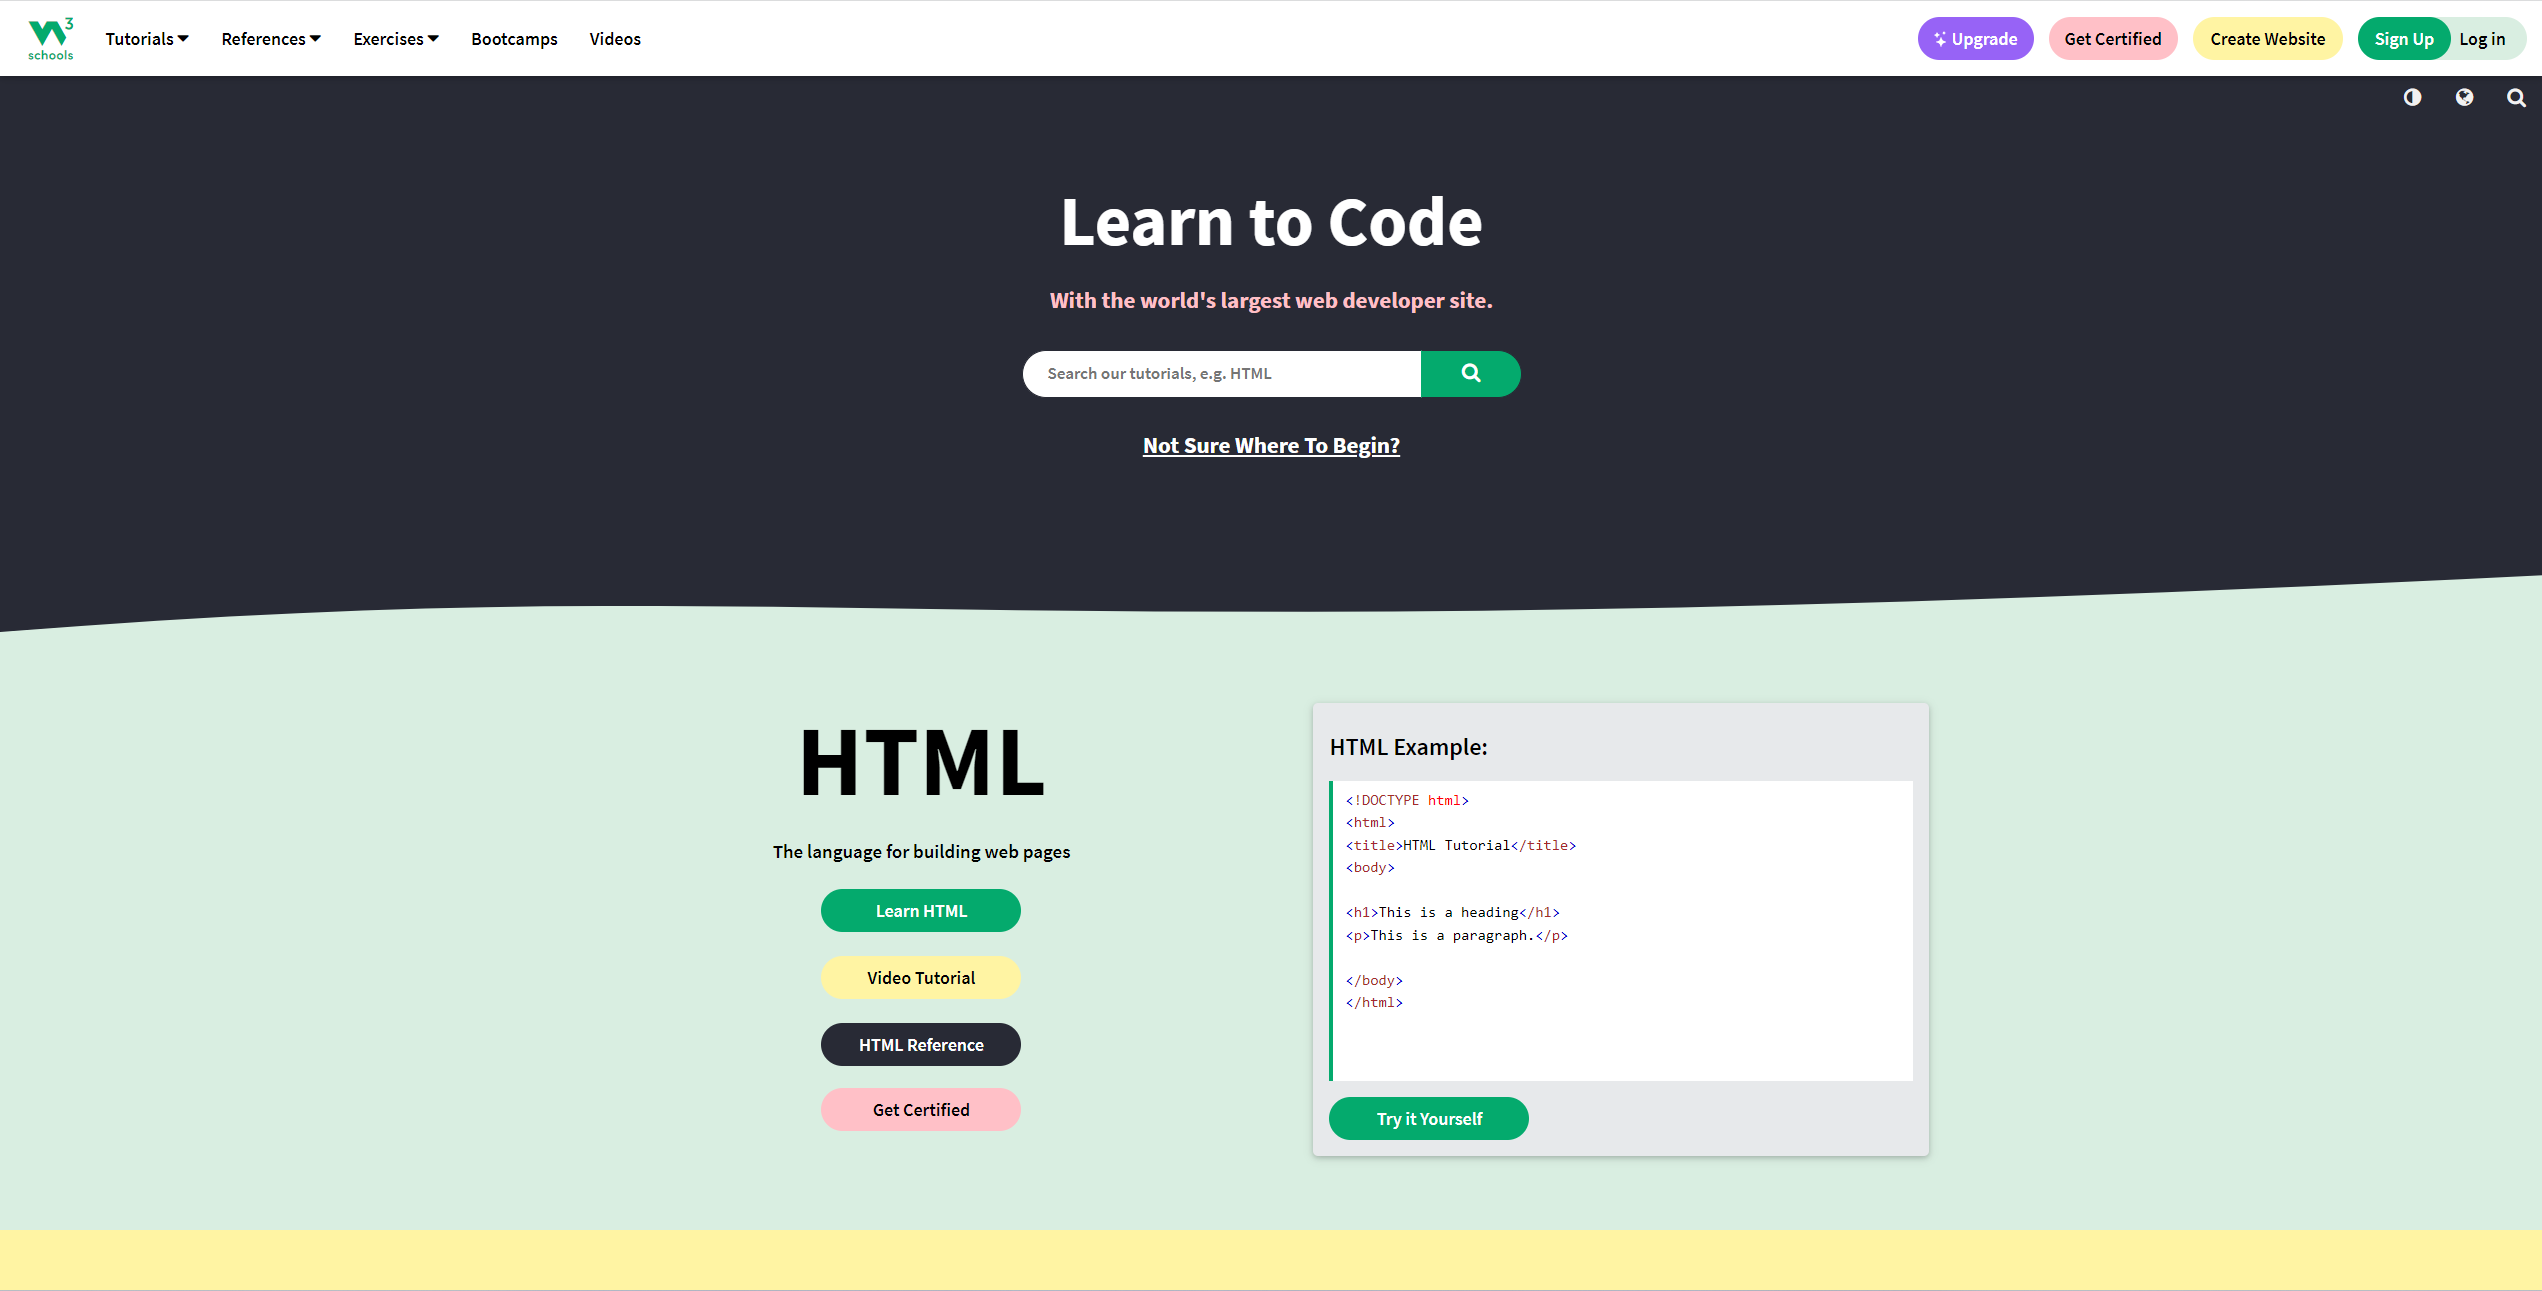 W3 schools
Tutorials References Exercises Bootcamps Videos Upgrade Get Certified Create Website Sign Up Log in
Learn to Code
With the world's largest web developer site.
Search our tutorials, e.g. HTML
Not Sure Where To Begin?
HTML
The language for building web pages
Learn HTML
Video Tutorial
HTML Reference
Get Certified
HTML Example:
<!DOCTYPE html>
<html>
<title>HTML Tutorial</title>
<body>
<h1>This is a heading</h1>
<p>This is a paragraph.</p>
</body>
</html>
Try it Yourself